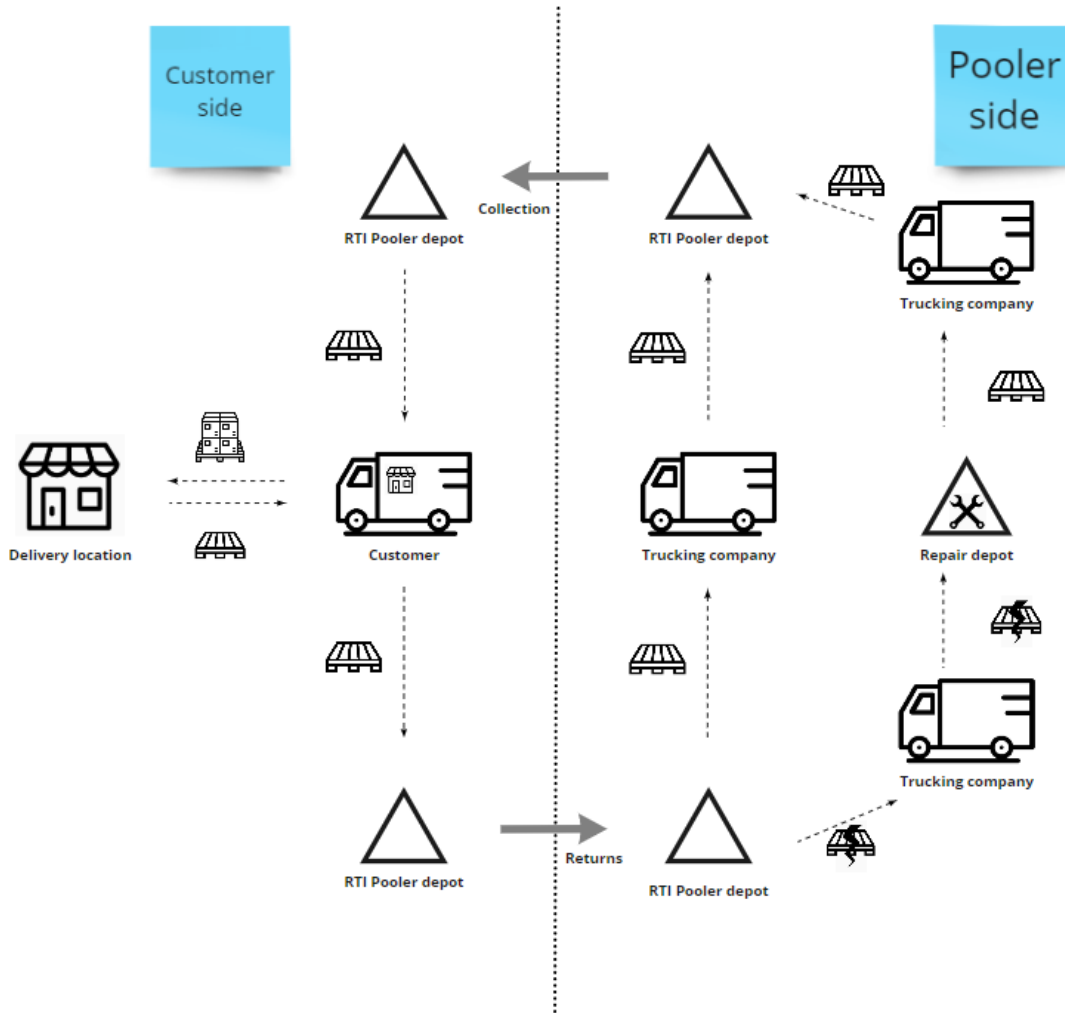 Customer
side
Pooler
side
Collection
RTI Pooler depot
RTI Pooler depot
Trucking company
Delivery location
Customer
Trucking company
Repair depot
Trucking company
Returns
RTI Pooler depot
RTI Pooler depot